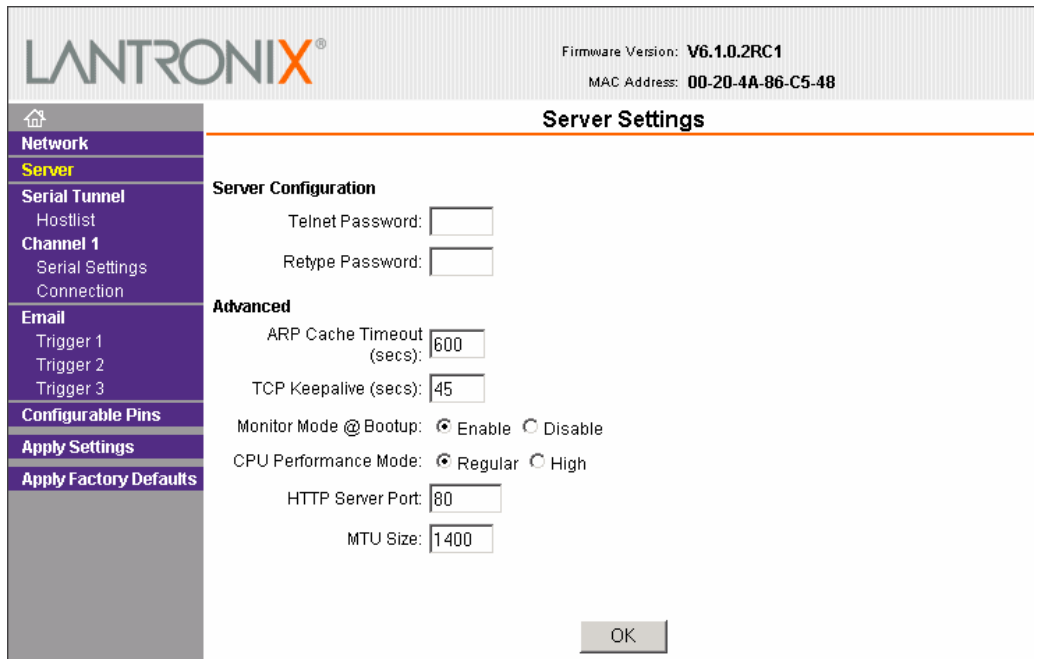 LANTRONIX®
Firmware Version: V6.1.0.2RC1
MAC Address: 00-20-4A-86-C5-48
Server Settings
Network
Server
Serial Tunnel
Hostlist
Channel 1
Serial Settings
Connection
Email
Trigger 1
Trigger 2
Trigger 3
Configurable Pins
Apply Settings
Apply Factory Defaults
Server Configuration
Telnet Password:
Retype Password:
Advanced
ARP Cache Timeout
(secs): 600
TCP Keepalive (secs): 45
Monitor Mode @ Bootup: Enable Disable
CPU Performance Mode: Regular High
HTTP Server Port: 80
MTU Size: 1400
OK